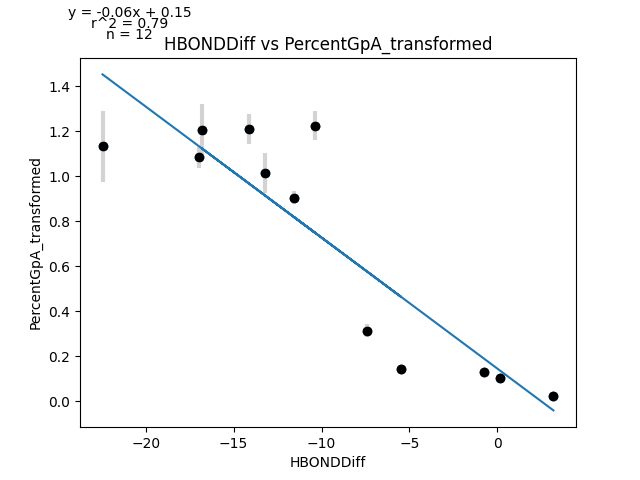 y = -0.06x + 0.15
r^2 = 0.79
n = 12
HBONDDiff vs PercentGpA_transformed
PercentGpA_transformed
1.4
1.2
1.0
0.8
0.6
0.4
0.2
0.0
−20
−15
−10
−5
0
HBONDDiff